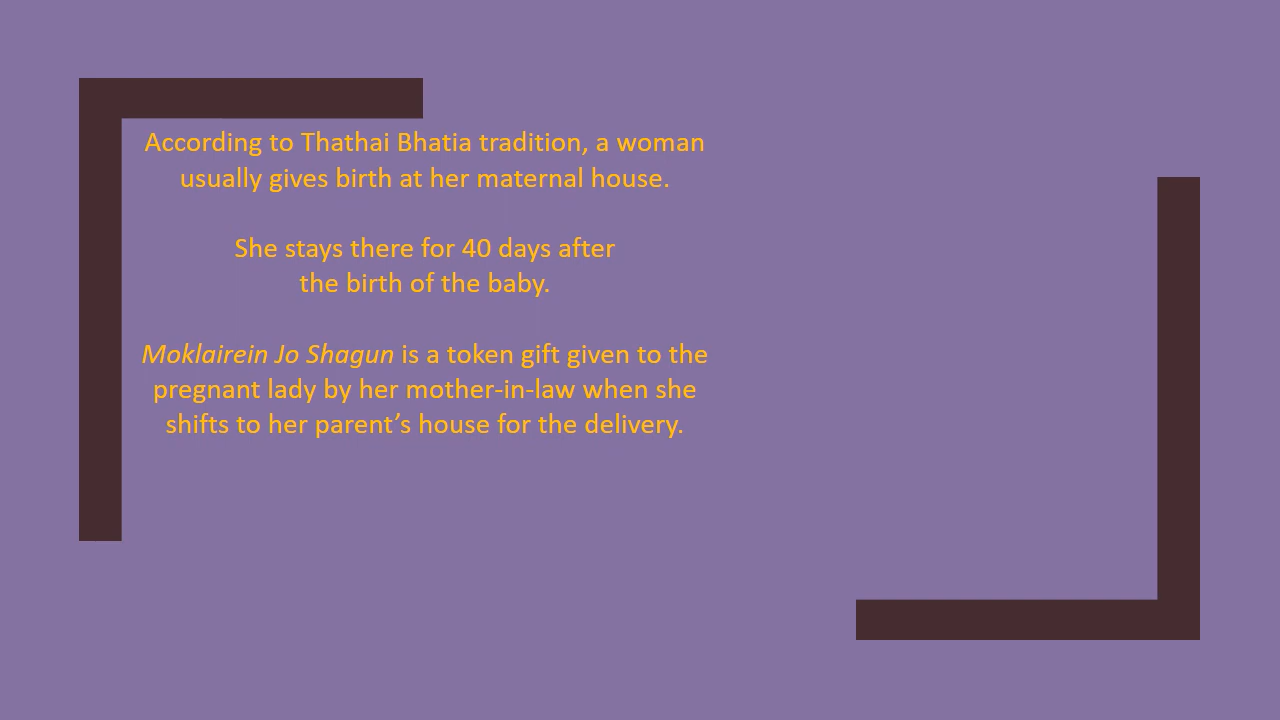 According to Thathai Bhatia tradition, a woman
usually gives birth at her maternal house.
She stays there for 40 days after
the birth of the baby.
Moklairein Jo Shagun is a token gift given to the
pregnant lady by her mother-in-law when she
shifts to her parent’s house for the delivery.